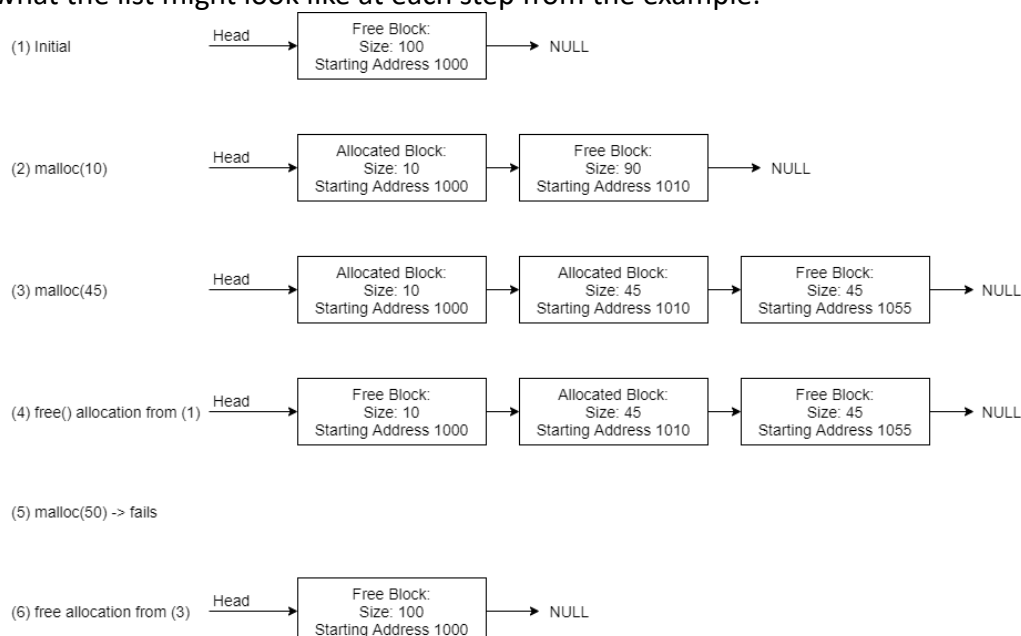 what the list might look like at each step from the example:
(1) Initial
Head
Free Block:
Size: 100
Starting Address 1000
NULL
(2) malloc(10)
Head
Allocated Block:
Size: 10
Starting Address 1000
Free Block:
Size: 90
Starting Address 1010
NULL
(3) malloc(45)
Head
Allocated Block:
Size: 10
Starting Address 1000
Allocated Block:
Size: 45
Starting Address 1010
Free Block:
Size: 45
Starting Address 1055
NULL
(4) free() allocation from (1)
Head
Free Block:
Size: 10
Starting Address 1000
Allocated Block:
Size: 45
Starting Address 1010
Free Block:
Size: 45
Starting Address 1055
NULL
(5) malloc(50) -> fails
(6) free allocation from (3)
Head
Free Block:
Size: 100
Starting Address 1000
NULL